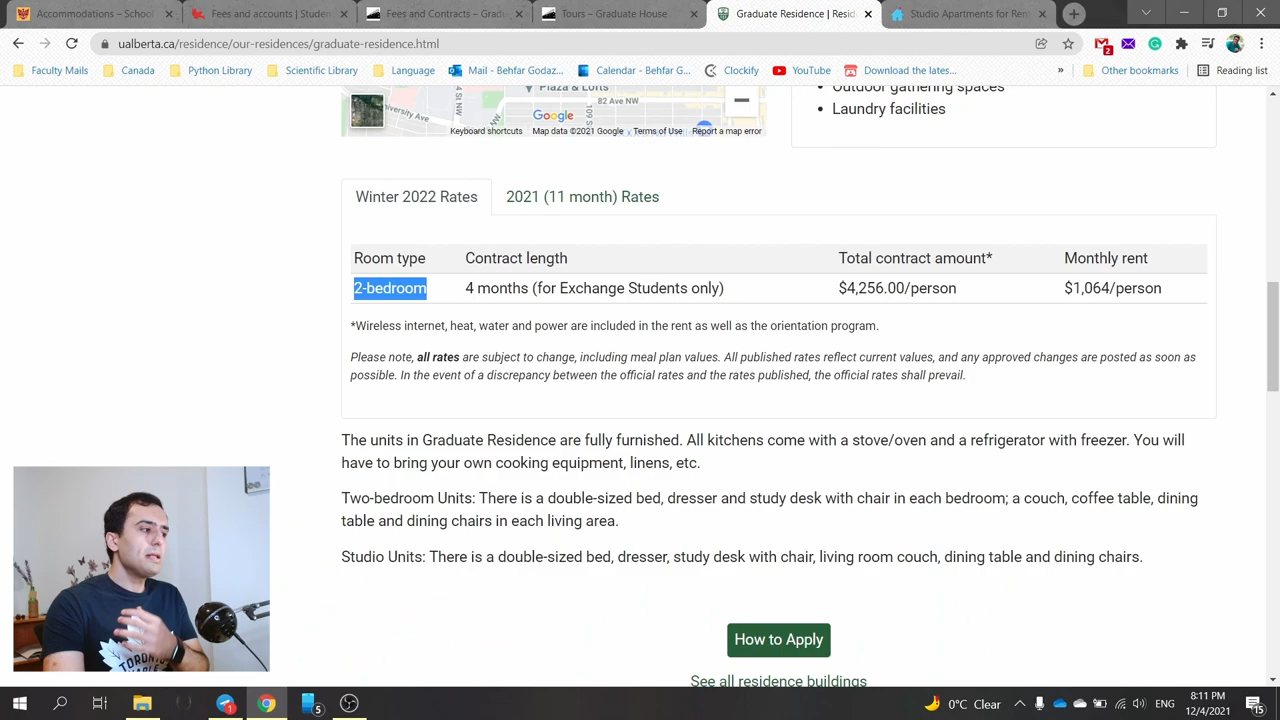 Accommodations - School
Fees and accounts | Studen
Fees and Contracts – Gradu
Tours – Graduate House
Graduate Residence | Resid
Studio Apartments for Ren
ualberta.ca/residence/our-residences/graduate-residence.html
2
Faculty Mails
Canada
Python Library
Scientific Library
Language
Mail - Behfar Godaz...
Calendar - Behfar G...
Clockify
YouTube
Download the lates...
»
Other bookmarks
Reading list
Plaza & Lofts
82 Ave NW
University Ave
109 S
Google
Keyboard shortcuts
Map data ©2021 Google
Terms of Use
Report a map error
• Outdoor gathering spaces
• Laundry facilities
Winter 2022 Rates
2021 (11 month) Rates
Room type Contract length Total contract amount* Monthly rent
2-bedroom 4 months (for Exchange Students only) $4,256.00/person $1,064/person
*Wireless internet, heat, water and power are included in the rent as well as the orientation program.
Please note, all rates are subject to change, including meal plan values. All published rates reflect current values, and any approved changes are posted as soon as
possible. In the event of a discrepancy between the official rates and the rates published, the official rates shall prevail.
The units in Graduate Residence are fully furnished. All kitchens come with a stove/oven and a refrigerator with freezer. You will
have to bring your own cooking equipment, linens, etc.
Two-bedroom Units: There is a double-sized bed, dresser and study desk with chair in each bedroom; a couch, coffee table, dining
table and dining chairs in each living area.
Studio Units: There is a double-sized bed, dresser, study desk with chair, living room couch, dining table and dining chairs.
How to Apply
See all residence buildings
TORONTO
1
5
0°C Clear
ENG
8:11 PM
12/4/2021
15